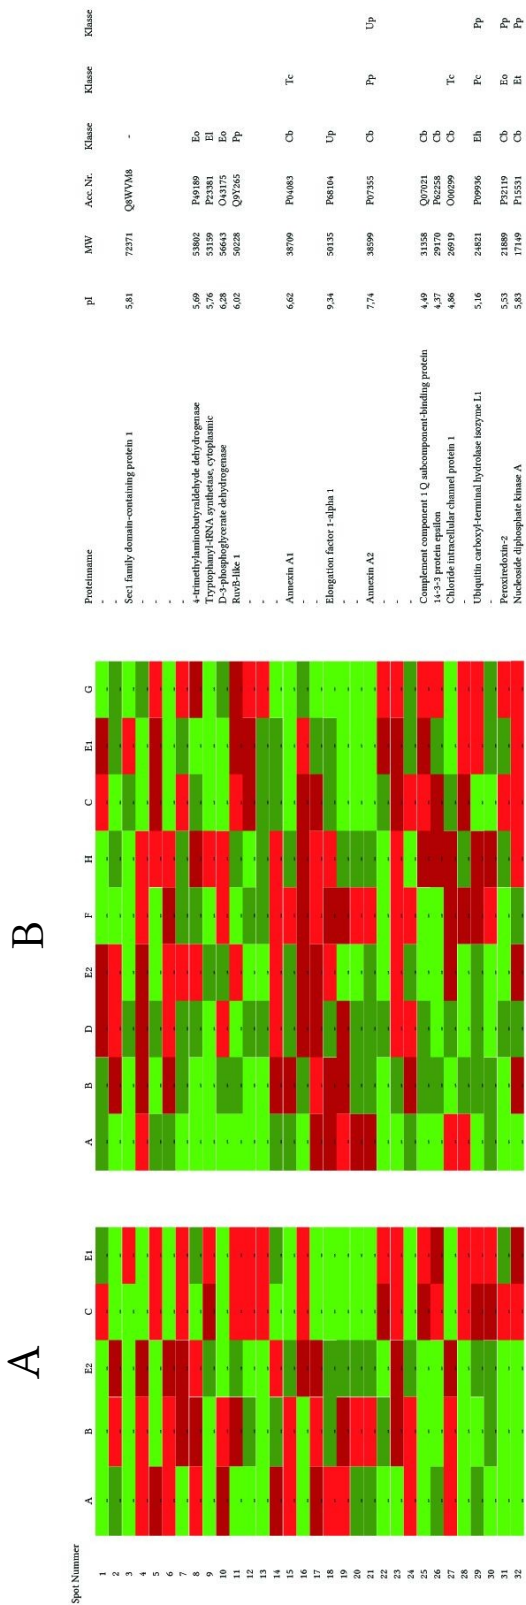 A B
Spot Nummer A B E2 C E1 A B D E2 F H C E1 G Proteinname pI MW Acc. Nr. Klasse Klasse Klasse
1 -
2 -
3 Sec1 family domain-containing protein 1 5,81 72371 Q8WVM8 -
4 -
5 -
6 -
7 -
8 4-trimethylaminobutyraldehyde dehydrogenase 5,69 53802 P49189 Eo
9 Tryptophanyl-tRNA synthetase, cytoplasmic 5,76 53159 P23381 El
10 D-3-phosphoglycerate dehydrogenase 6,28 56643 O43175 Eo
11 RuvB-like 1 6,02 50228 Q9Y265 Pp
12 -
13 -
14 -
15 Annexin A1 6,62 38709 P04083 Cb Tc
16 -
17 -
18 Elongation factor 1-alpha 1 9,34 50135 P68104 Up
19 -
20 -
21 Annexin A2 7,74 38599 P07355 Cb Pp Up
22 -
23 -
24 -
25 Complement component 1 Q subcomponent-binding protein 4,49 31358 Q07021 Cb
26 14-3-3 protein epsilon 4,37 29170 P62258 Cb
27 Chloride intracellular channel protein 1 4,86 26919 O00299 Cb Tc
28 -
29 Ubiquitin carboxyl-terminal hydrolase isozyme L1 5,16 24821 P09936 Eh Pc Pp
30 -
31 Peroxiredoxin-2 5,53 21889 P32119 Cb Eo Pp
32 Nucleoside diphosphate kinase A 5,83 17149 P15531 Cb Et Pp